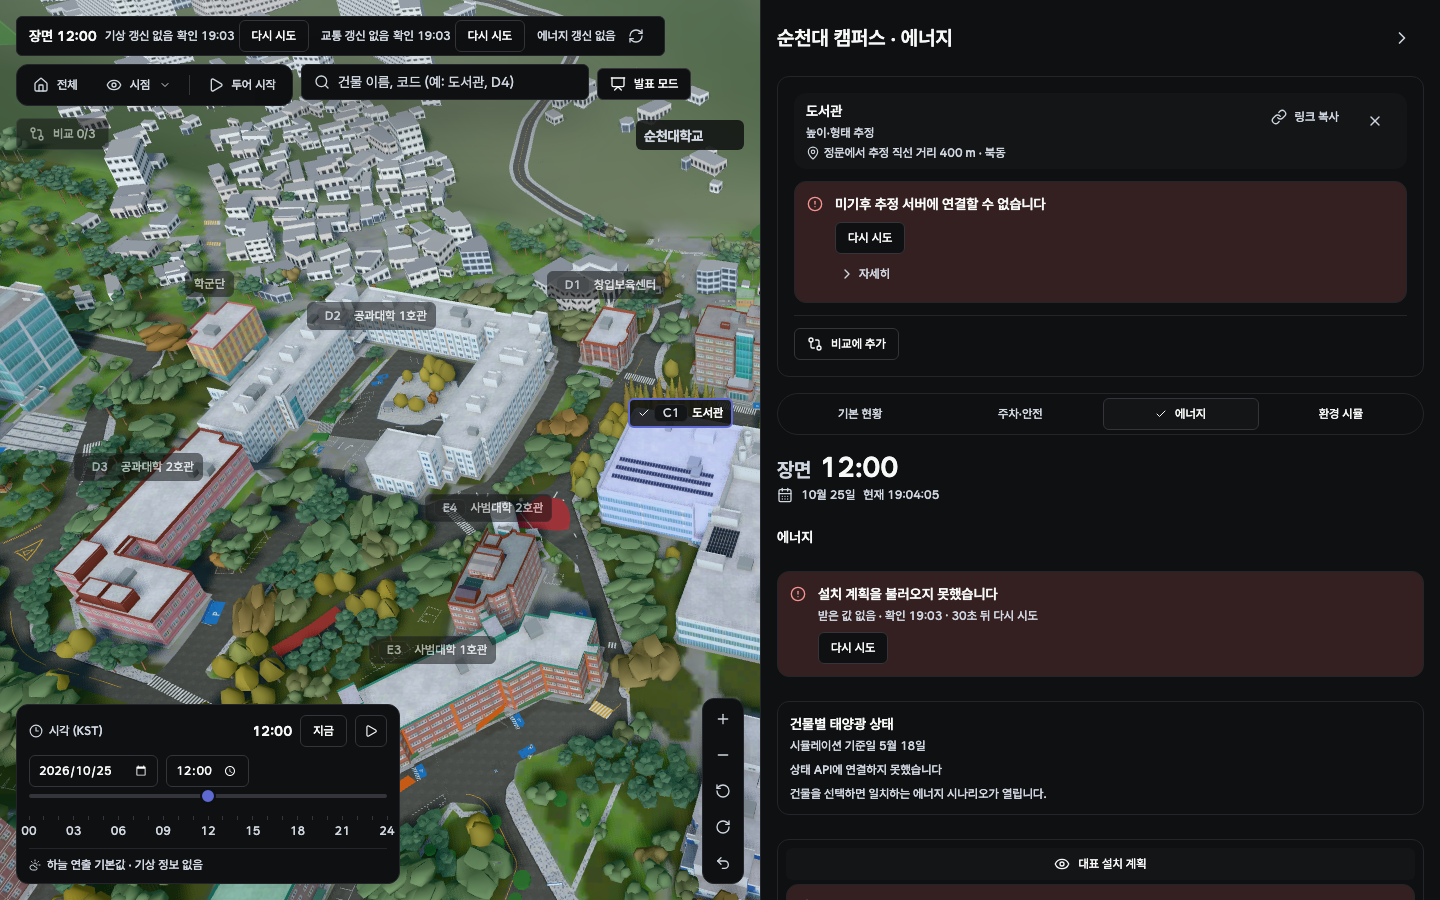 장면 12:00 기상 갱신 없음 확인 19:03 다시 시도 교통 갱신 없음 확인 19:03 다시 시도 에너지 갱신 없음
전체 시점 투어 시작
건물 이름, 코드 (예: 도서관, D4)
발표 모드
비교 0/3
순천대학교
학군단
D1 창업보육센터
D2 공과대학 1호관
C1 도서관
D3 공과대학 2호관
E4 사범대학 2호관
E3 사범대학 1호관
시각 (KST) 12:00 지금
2026/10/25 12:00
00 03 06 09 12 15 18 21 24
하늘 연출 기본값 · 기상 정보 없음
순천대 캠퍼스 · 에너지
도서관
링크 복사
높이·형태 추정
정문에서 추정 직선 거리 400 m · 북동
미기후 추정 서버에 연결할 수 없습니다
다시 시도
자세히
비교에 추가
기본 현황 주차·안전 에너지 환경 시뮬
장면 12:00
10월 25일 현재 19:04:05
에너지
설치 계획을 불러오지 못했습니다
받은 값 없음 · 확인 19:03 · 30초 뒤 다시 시도
다시 시도
건물별 태양광 상태
시뮬레이션 기준일 5월 18일
상태 API에 연결하지 못했습니다
건물을 선택하면 일치하는 에너지 시나리오가 열립니다.
대표 설치 계획